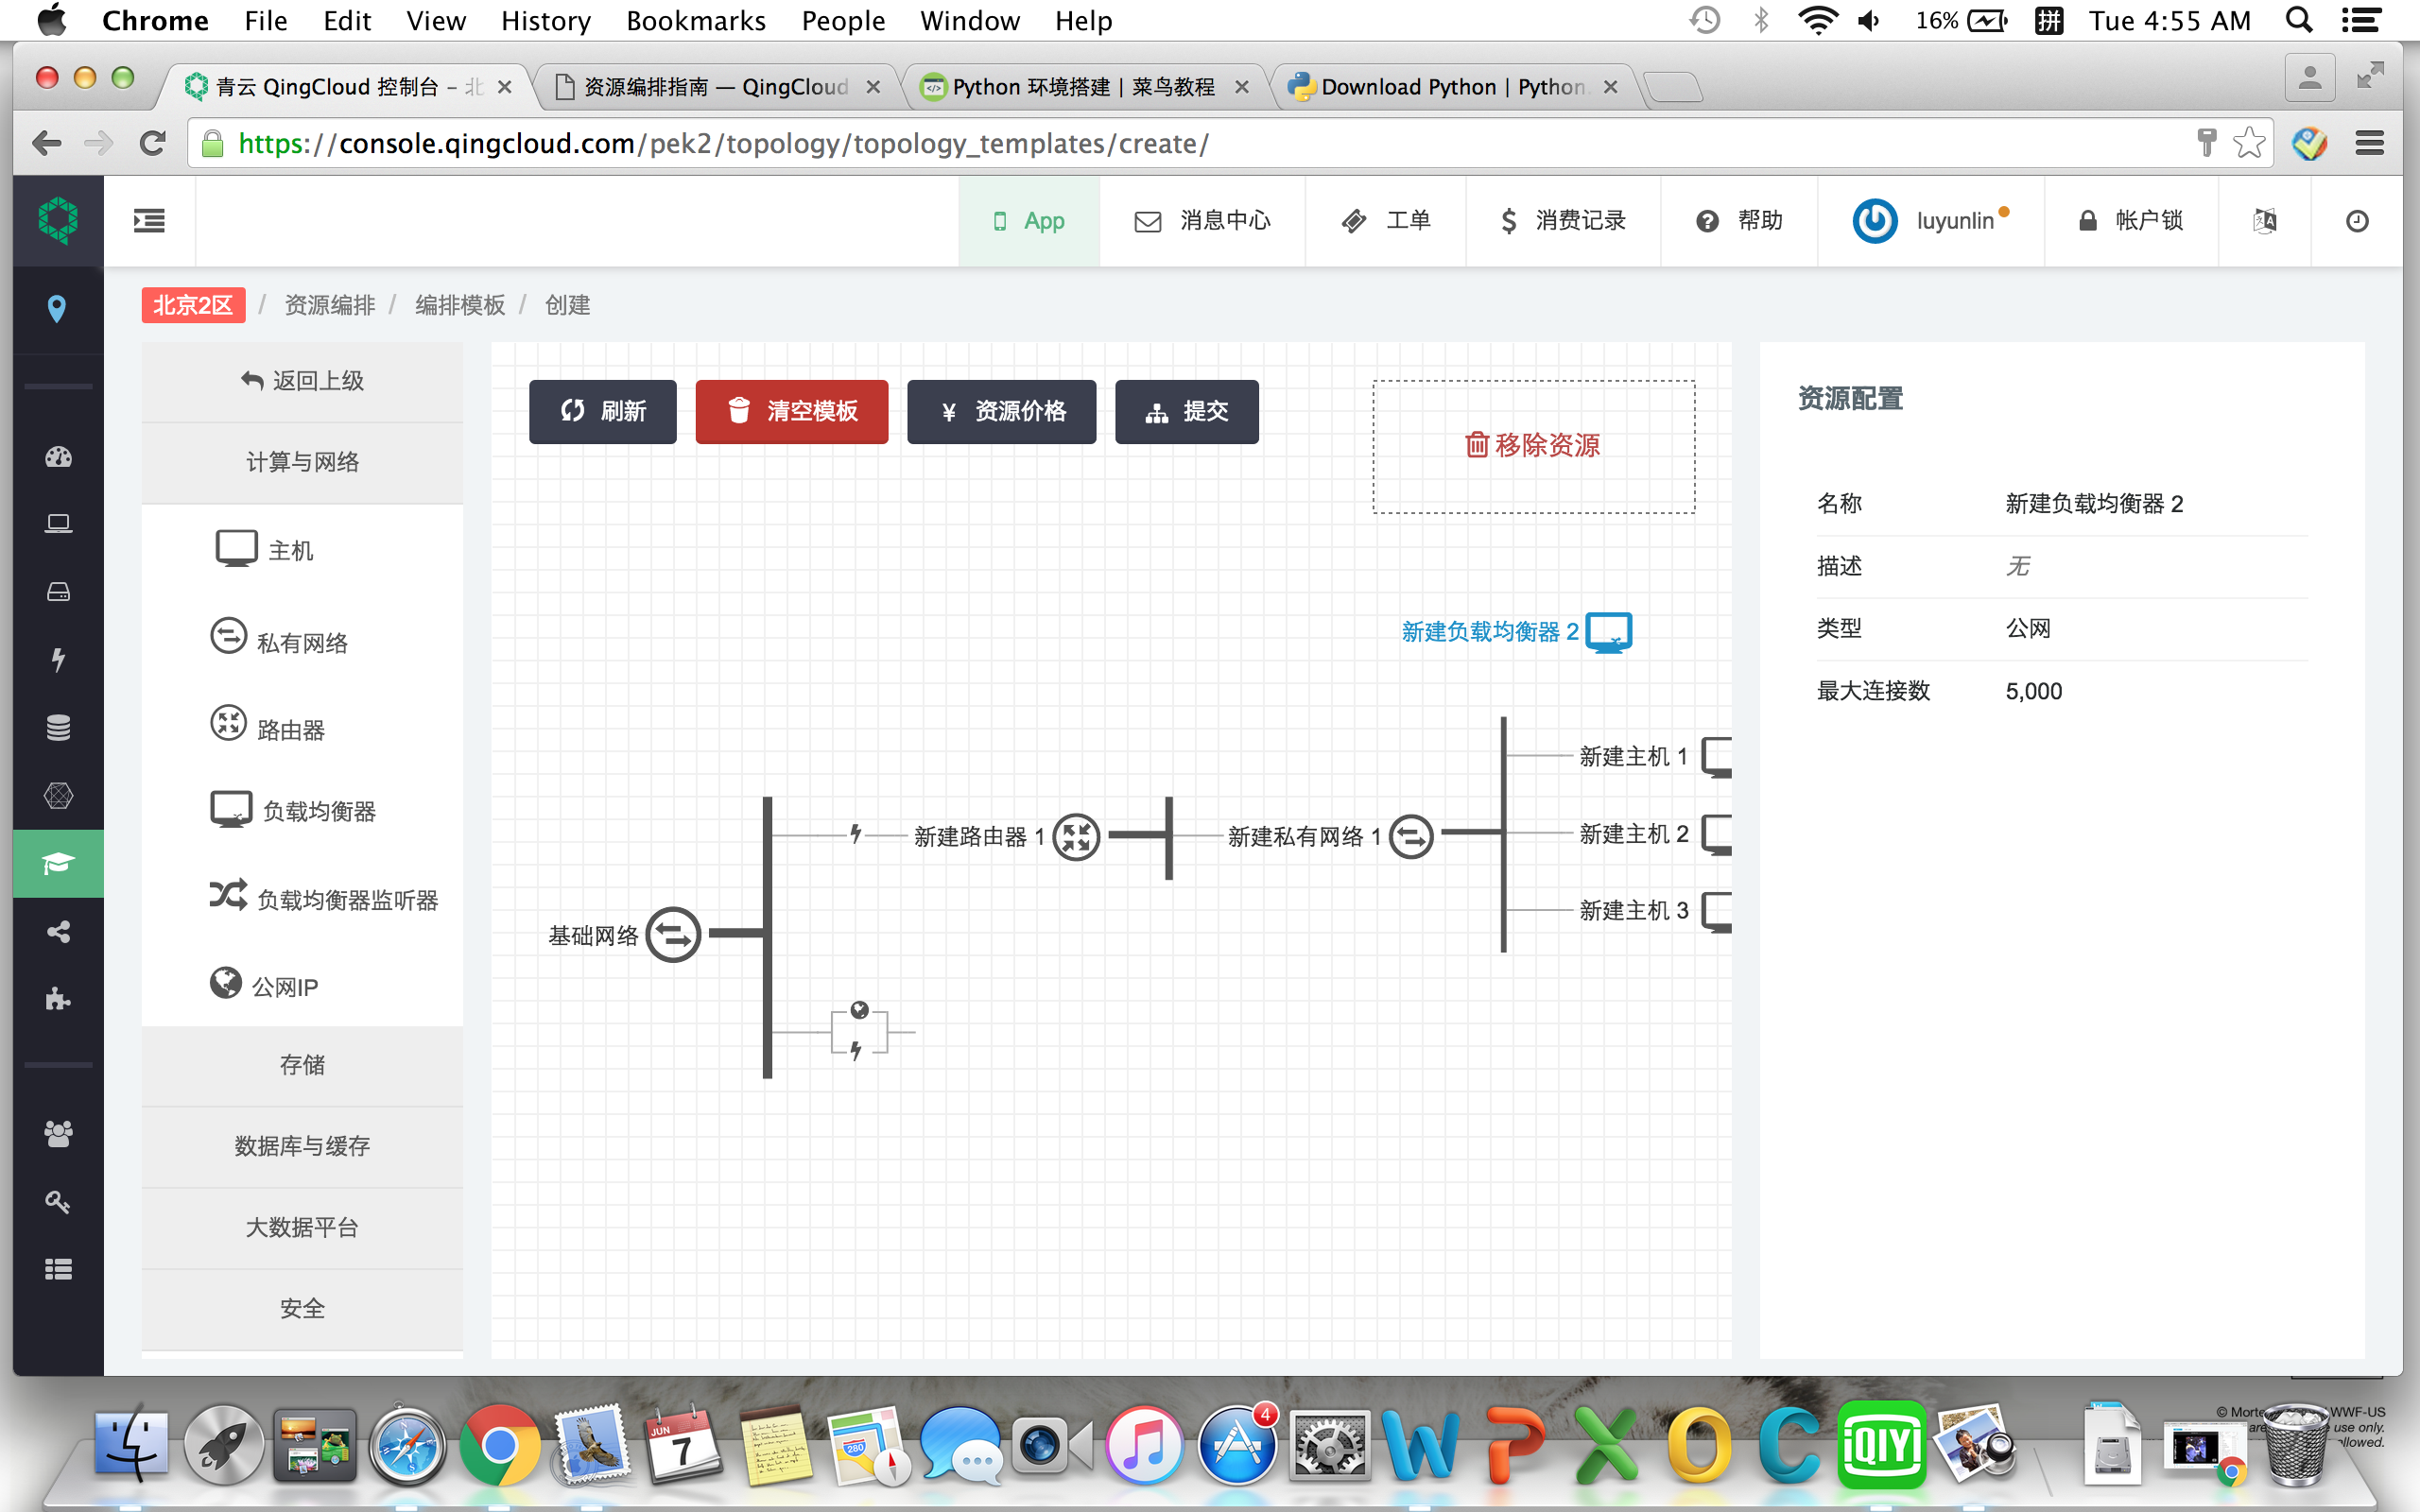 Chrome File Edit View History Bookmarks People Window Help 16% 拼 Tue 4:55 AM
青云 QingCloud 控制台 – 北 资源编排指南 — QingCloud Python 环境搭建 | 菜鸟教程 Download Python | Python.
https://console.qingcloud.com/pek2/topology/topology_templates/create/
App 消息中心 工单 $ 消费记录 帮助 luyunlin 帐户锁
北京2区 / 资源编排 / 编排模板 / 创建
返回上级
计算与网络
主机
私有网络
路由器
负载均衡器
负载均衡器监听器
公网IP
存储
数据库与缓存
大数据平台
安全
刷新 清空模板 ¥ 资源价格 提交
移除资源
新建负载均衡器 2
新建主机 1
新建路由器 1 新建私有网络 1 新建主机 2
新建主机 3
基础网络
资源配置
名称 新建负载均衡器 2
描述 无
类型 公网
最大连接数 5,000
JUN
7
280
4
iQIY
WWF-US
use only.